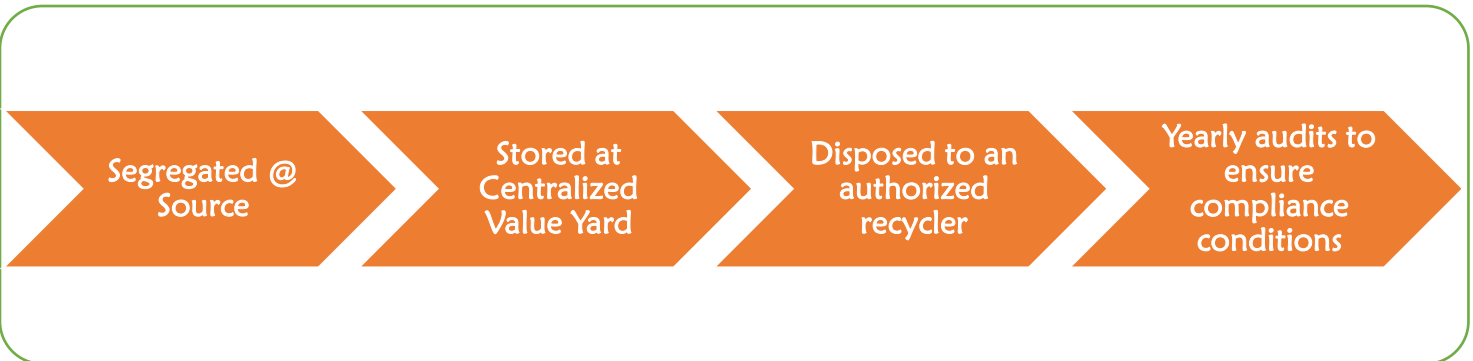 Segregated @
Source
Stored at
Centralized
Value Yard
Disposed to an
authorized
recycler
Yearly audits to
ensure
compliance
conditions